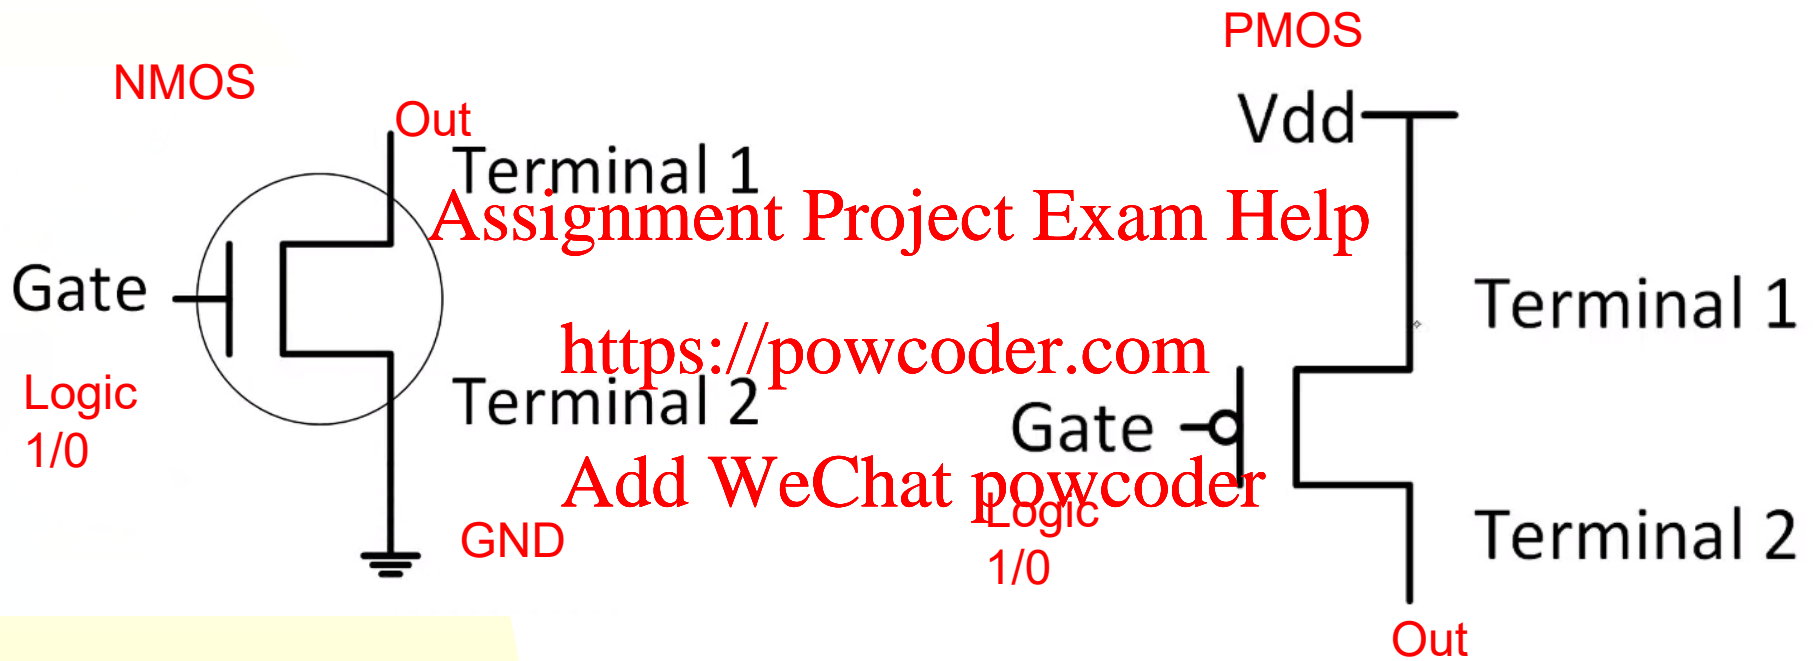 PMOS
NMOS
Vdd
Out
Terminal 1
Assignment Project Exam Help
Gate
Terminal 1
https://powcoder.com
Logic
1/0
Terminal 2
Gate
Add WeChat powcoder
Logic
1/0
GND
Terminal 2
Out